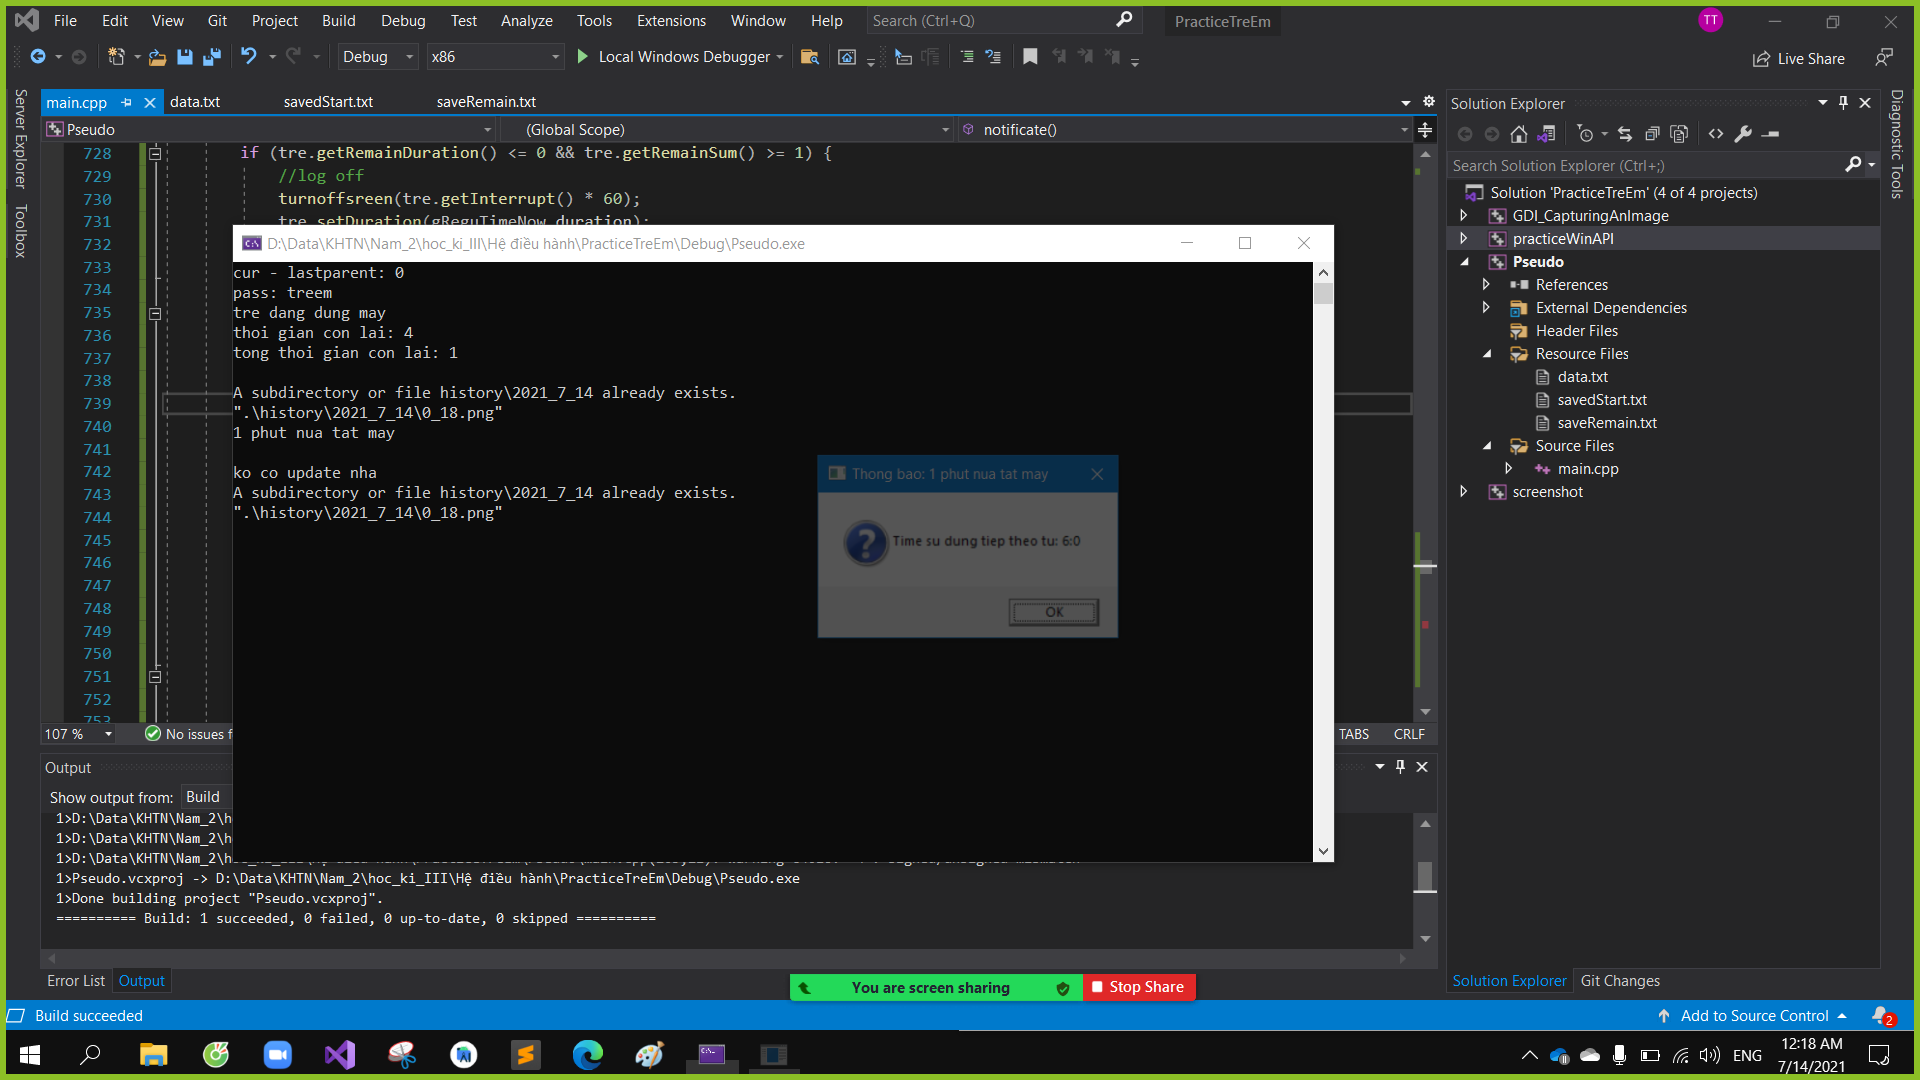 File Edit View Git Project Build Debug Test Analyze Tools Extensions Window Help Search (Ctrl+Q) PracticeTreEm TT
Debug x86 Local Windows Debugger Live Share
Server Explorer
Toolbox
main.cpp data.txt savedStart.txt saveRemain.txt
Pseudo (Global Scope) notificate()
728 if (tre.getRemainDuration() <= 0 && tre.getRemainSum() >= 1) {
729 //log off
730 turnoffsreen(tre.getInterrupt() * 60);
731 tre.setDuration(gReguTimeNow.duration);
732
733
734
735
736
737
738
739
740
741
742
743
744
745
746
747
748
749
750
751
752
753
D:\Data\KHTN\Nam_2\hoc_ki_III\Hệ điều hành\PracticeTreEm\Debug\Pseudo.exe
cur - lastparent: 0
pass: treem
tre dang dung may
thoi gian con lai: 4
tong thoi gian con lai: 1
A subdirectory or file history\2021_7_14 already exists.
".\history\2021_7_14\0_18.png"
1 phut nua tat may
ko co update nha
A subdirectory or file history\2021_7_14 already exists.
".\history\2021_7_14\0_18.png"
Thong bao: 1 phut nua tat may
Time su dung tiep theo tu: 6:0
OK
107 % No issues f TABS CRLF
Output
Show output from: Build
1>D:\Data\KHTN\Nam_2\h
1>D:\Data\KHTN\Nam_2\h
1>D:\Data\KHTN\Nam_2\h
1>Pseudo.vcxproj -> D:\Data\KHTN\Nam_2\hoc_ki_III\Hệ điều hành\PracticeTreEm\Debug\Pseudo.exe
1>Done building project "Pseudo.vcxproj".
========== Build: 1 succeeded, 0 failed, 0 up-to-date, 0 skipped ==========
Error List Output
Solution Explorer
Search Solution Explorer (Ctrl+;)
Solution 'PracticeTreEm' (4 of 4 projects)
GDI_CapturingAnImage
practiceWinAPI
Pseudo
References
External Dependencies
Header Files
Resource Files
data.txt
savedStart.txt
saveRemain.txt
Source Files
main.cpp
screenshot
Solution Explorer Git Changes
Diagnostic Tools
You are screen sharing Stop Share
Build succeeded Add to Source Control 2
ENG 12:18 AM
7/14/2021